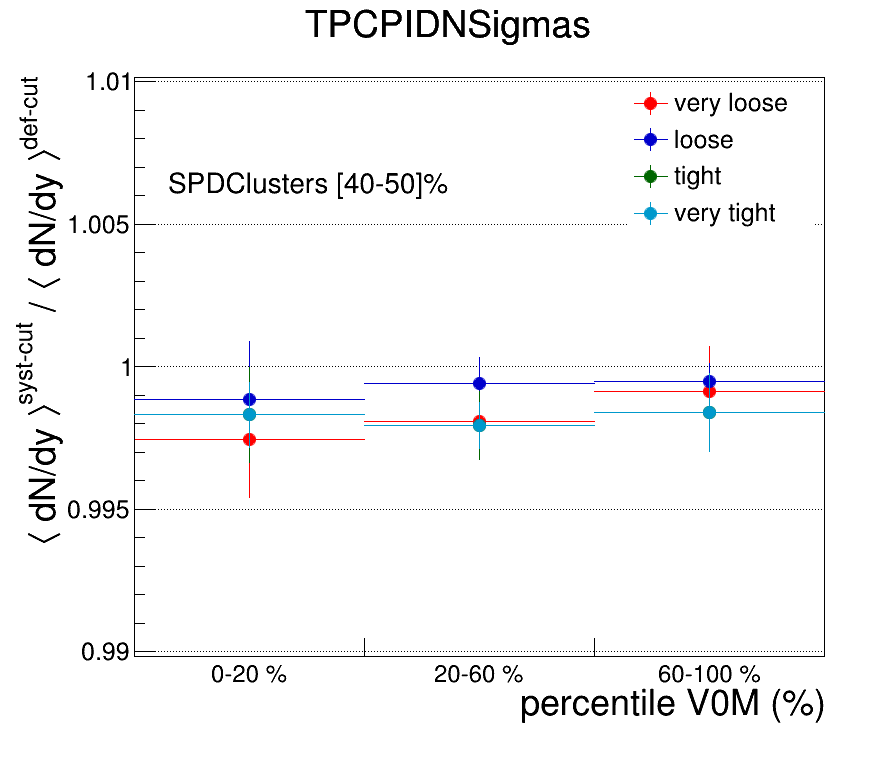 TPCPIDNSigmas
⟨ dN/dy ⟩^syst-cut / ⟨ dN/dy ⟩^def-cut
1.01
1.005
1
0.995
0.99
SPDClusters [40-50]%
very loose
loose
tight
very tight
0-20 %
20-60 %
60-100 %
percentile V0M (%)